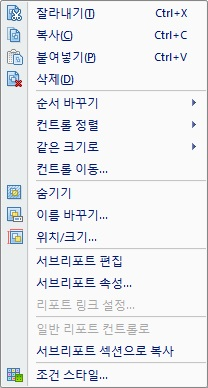 잘라내기(T) Ctrl+X
복사(C) Ctrl+C
붙여넣기(P) Ctrl+V
삭제(D)
순서 바꾸기
컨트롤 정렬
같은 크기로
컨트롤 이동...
숨기기
이름 바꾸기...
위치/크기...
서브리포트 편집
서브리포트 속성...
리포트 링크 설정...
일반 리포트 컨트롤로
서브리포트 섹션으로 복사
조건 스타일...